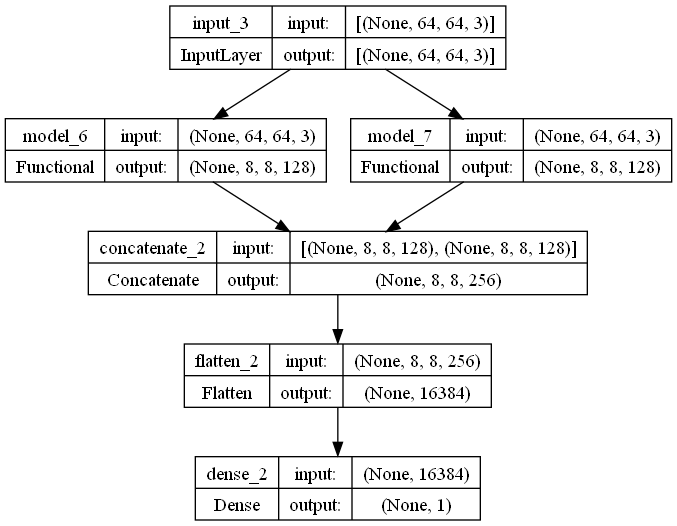 input_3 input: [(None, 64, 64, 3)]
InputLayer output: [(None, 64, 64, 3)]
model_6 input: (None, 64, 64, 3)
Functional output: (None, 8, 8, 128)
model_7 input: (None, 64, 64, 3)
Functional output: (None, 8, 8, 128)
concatenate_2 input: [(None, 8, 8, 128), (None, 8, 8, 128)]
Concatenate output: (None, 8, 8, 256)
flatten_2 input: (None, 8, 8, 256)
Flatten output: (None, 16384)
dense_2 input: (None, 16384)
Dense output: (None, 1)